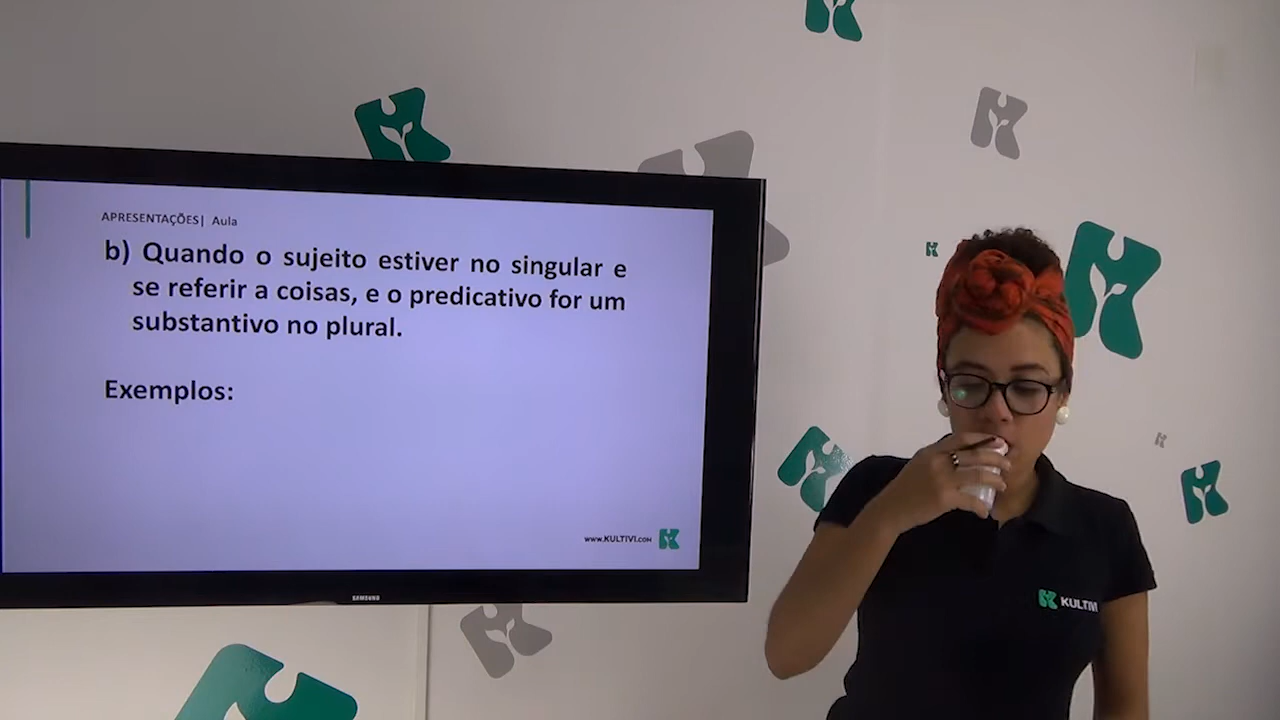 APRESENTAÇÕES| Aula
b) Quando o sujeito estiver no singular e
se referir a coisas, e o predicativo for um
substantivo no plural.
Exemplos:
www.KULTIVI.COM
SAMSUNG
KULTIVI